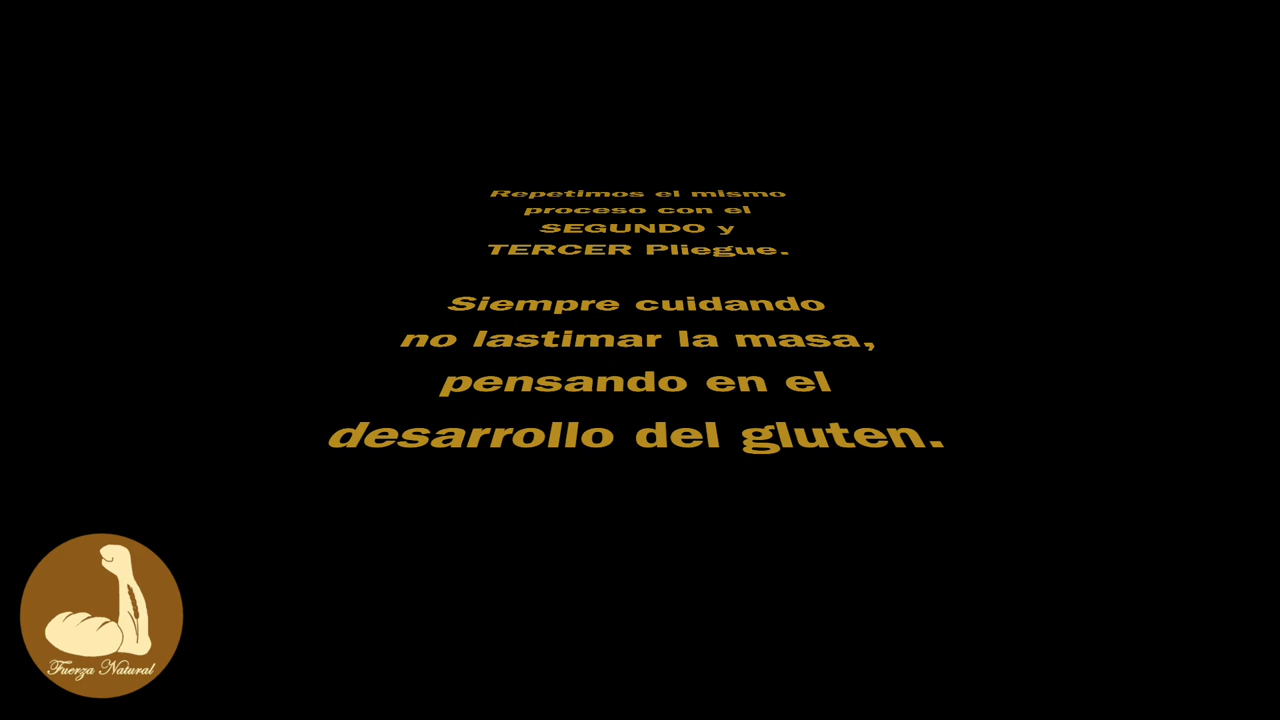 Repetimos el mismo
proceso con el
SEGUNDO y
TERCER Pliegue.
Siempre cuidando
no lastimar la masa,
pensando en el
desarrollo del gluten.
Fuerza Natural